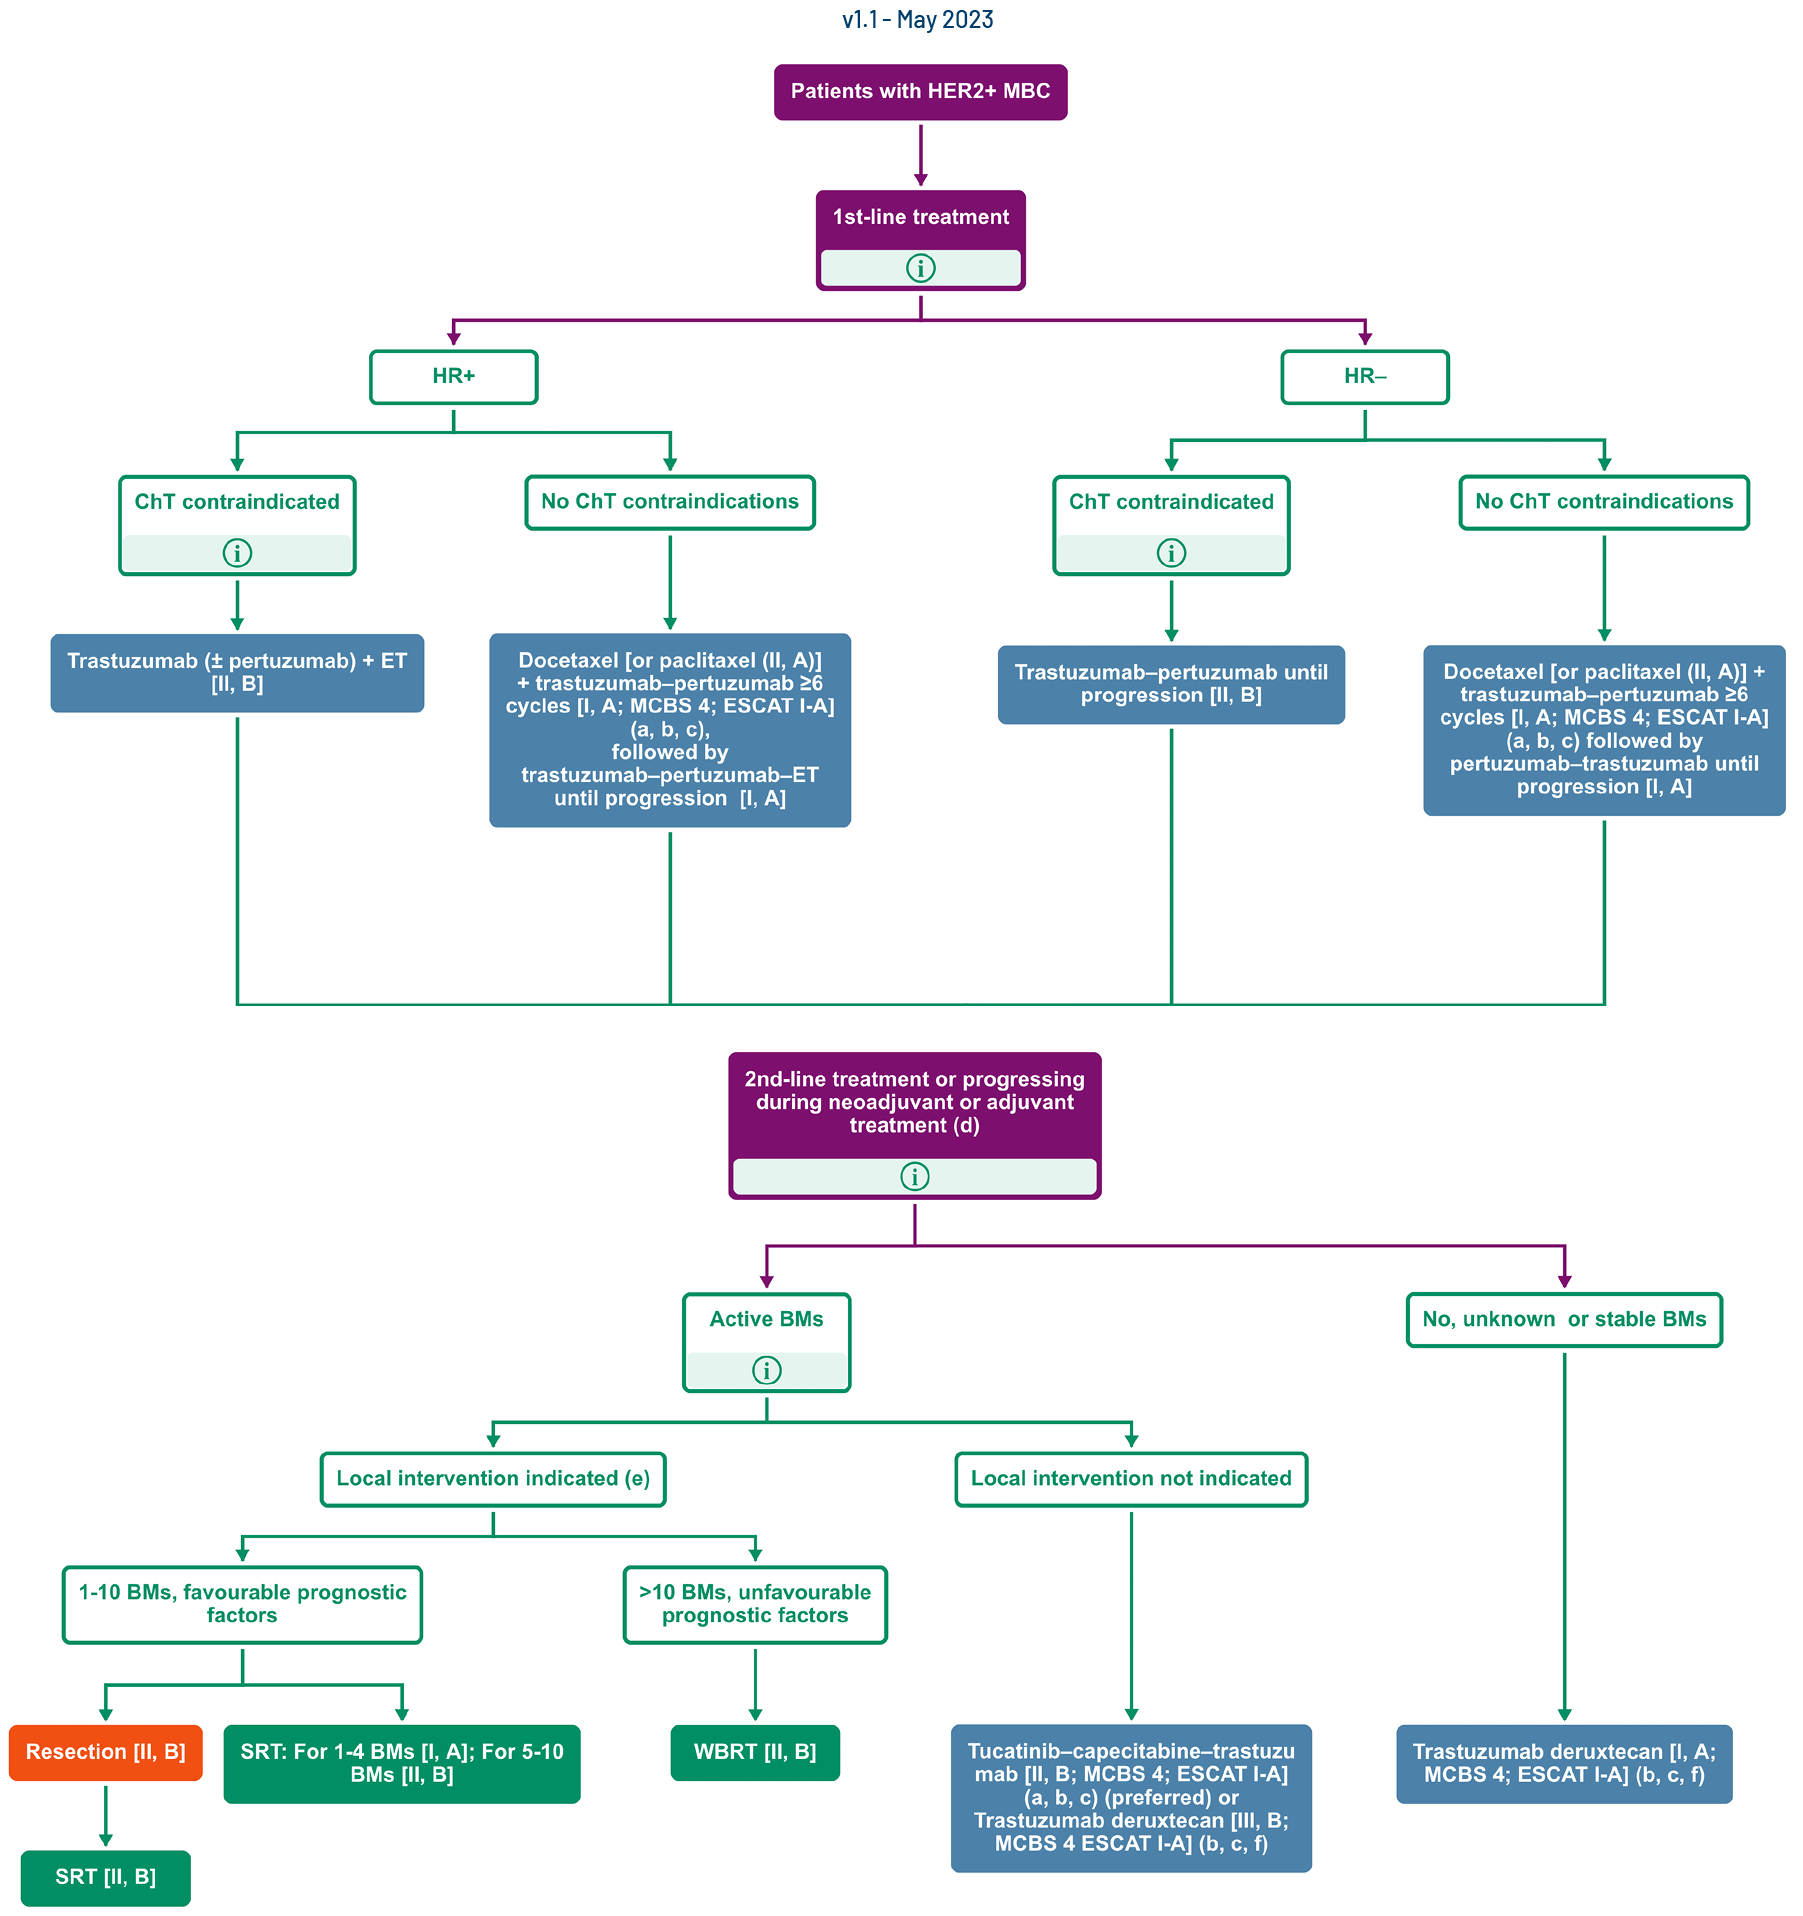 v1.1 - May 2023
Patients with HER2+ MBC
1st-line treatment
i
HR+
HR–
ChT contraindicated
i
No ChT contraindications
ChT contraindicated
i
No ChT contraindications
Trastuzumab (± pertuzumab) + ET
[II, B]
Docetaxel [or paclitaxel (II, A)]
+ trastuzumab–pertuzumab ≥6
cycles [I, A; MCBS 4; ESCAT I-A]
(a, b, c),
followed by
trastuzumab–pertuzumab–ET
until progression [I, A]
Trastuzumab–pertuzumab until
progression [II, B]
Docetaxel [or paclitaxel (II, A)] +
trastuzumab–pertuzumab ≥6
cycles [I, A; MCBS 4; ESCAT I-A]
(a, b, c) followed by
pertuzumab–trastuzumab until
progression [I, A]
2nd-line treatment or progressing
during neoadjuvant or adjuvant
treatment (d)
i
Active BMs
i
No, unknown or stable BMs
Local intervention indicated (e)
Local intervention not indicated
1-10 BMs, favourable prognostic
factors
>10 BMs, unfavourable
prognostic factors
Resection [II, B]
SRT: For 1-4 BMs [I, A]; For 5-10
BMs [II, B]
WBRT [II, B]
Tucatinib–capecitabine–trastuzu
mab [II, B; MCBS 4; ESCAT I-A]
(a, b, c) (preferred) or
Trastuzumab deruxtecan [III, B;
MCBS 4 ESCAT I-A] (b, c, f)
Trastuzumab deruxtecan [I, A;
MCBS 4; ESCAT I-A] (b, c, f)
SRT [II, B]